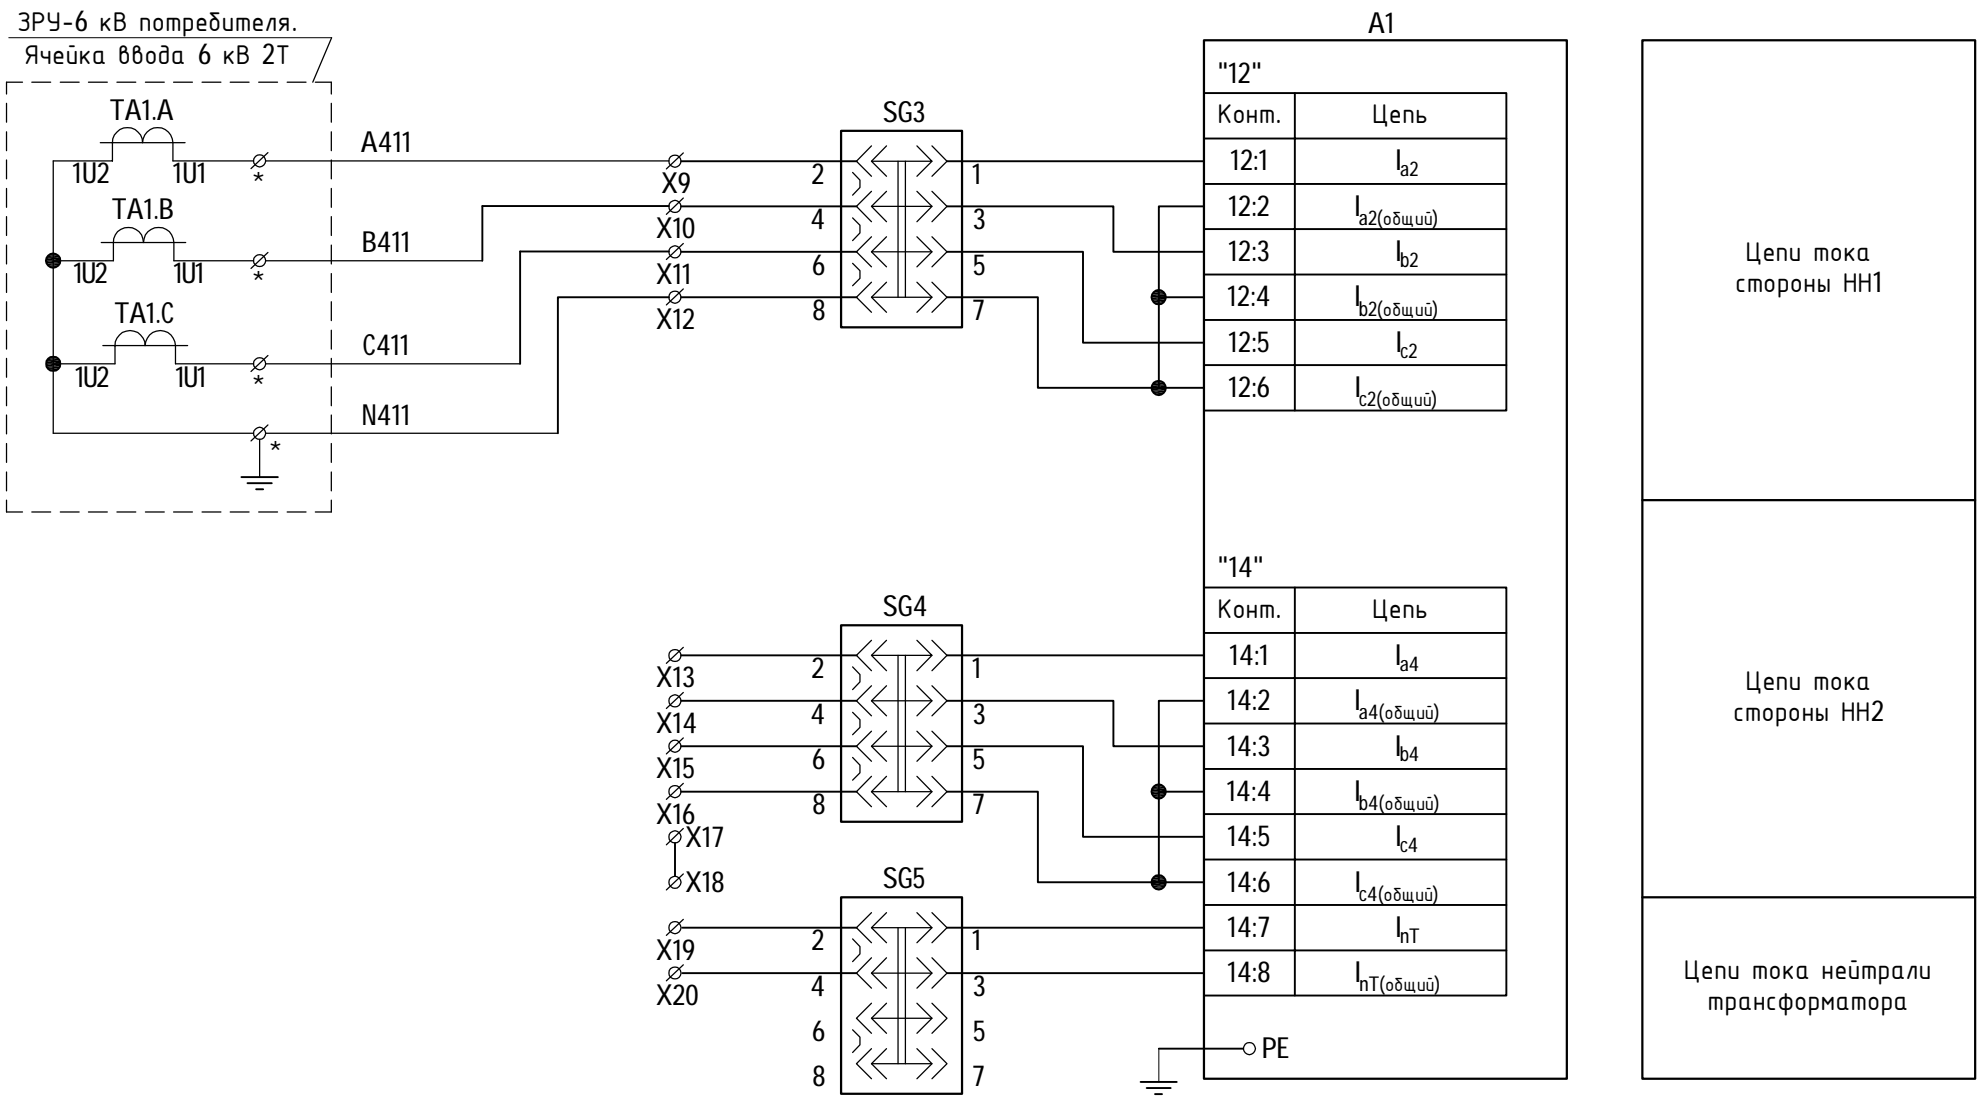 ЗРУ-6 кВ потребителя.
Ячейка ввода 6 кВ 2Т
TA1.A
1U2
1U1
*
A411
TA1.B
1U2
1U1
*
B411
TA1.C
1U2
1U1
*
C411
N411
*
X9
X10
X11
X12
SG3
2
1
4
3
6
5
8
7
A1
"12"
Конт. Цепь
12:1 Ia2
12:2 Ia2(общий)
12:3 Ib2
12:4 Ib2(общий)
12:5 Ic2
12:6 Ic2(общий)
Цепи тока
стороны НН1
X13
X14
X15
X16
X17
X18
SG4
2
1
4
3
6
5
8
7
"14"
Конт. Цепь
14:1 Ia4
14:2 Ia4(общий)
14:3 Ib4
14:4 Ib4(общий)
14:5 Ic4
14:6 Ic4(общий)
14:7 InT
14:8 InT(общий)
Цепи тока
стороны НН2
X19
X20
SG5
2
1
4
3
6
5
8
7
PE
Цепи тока нейтрали
трансформатора